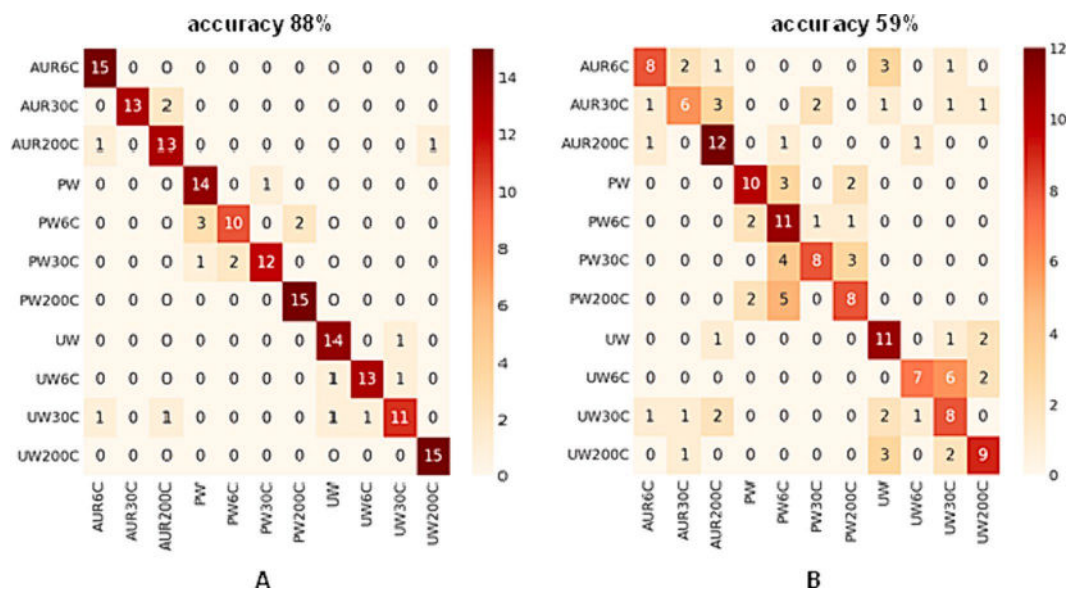 accuracy 88%
AUR6C 15 0 0 0 0 0 0 0 0 0 0
AUR30C 0 13 2 0 0 0 0 0 0 0 0
AUR200C 1 0 13 0 0 0 0 0 0 0 1
PW 0 0 0 14 0 1 0 0 0 0 0
PW6C 0 0 0 3 10 0 2 0 0 0 0
PW30C 0 0 0 1 2 12 0 0 0 0 0
PW200C 0 0 0 0 0 0 15 0 0 0 0
UW 0 0 0 0 0 0 0 14 0 1 0
UW6C 0 0 0 0 0 0 0 1 13 1 0
UW30C 1 0 1 0 0 0 0 1 1 11 0
UW200C 0 0 0 0 0 0 0 0 0 0 15
AUR6C AUR30C AUR200C PW PW6C PW30C PW200C UW UW6C UW30C UW200C
14
12
10
8
6
4
2
0
A
accuracy 59%
AUR6C 8 2 1 0 0 0 0 3 0 1 0
AUR30C 1 6 3 0 0 2 0 1 0 1 1
AUR200C 1 0 12 0 1 0 0 0 1 0 0
PW 0 0 0 10 3 0 2 0 0 0 0
PW6C 0 0 0 2 11 1 1 0 0 0 0
PW30C 0 0 0 0 4 8 3 0 0 0 0
PW200C 0 0 0 2 5 0 8 0 0 0 0
UW 0 0 1 0 0 0 0 11 0 1 2
UW6C 0 0 0 0 0 0 0 0 7 6 2
UW30C 1 1 2 0 0 0 0 2 1 8 0
UW200C 0 1 0 0 0 0 0 3 0 2 9
AUR6C AUR30C AUR200C PW PW6C PW30C PW200C UW UW6C UW30C UW200C
12
10
8
6
4
2
0
B